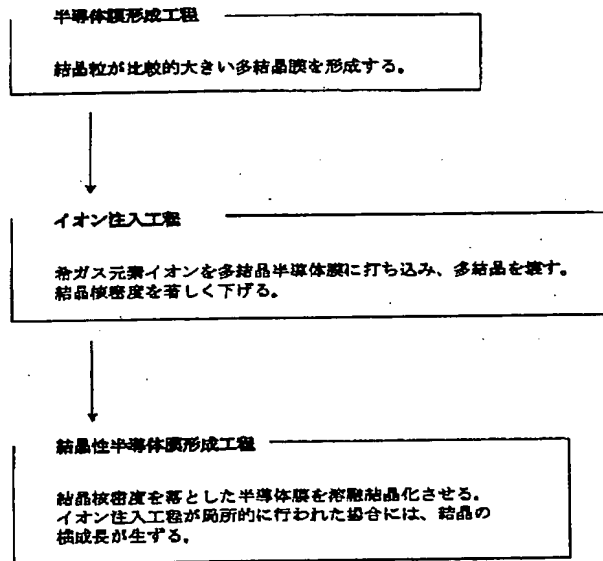 半導体膜形成工程
結晶粒が比較的大きい多結晶膜を形成する。
イオン注入工程
希ガス元素イオンを多結晶半導体膜に打ち込み、多結晶を壊す。
結晶核密度を著しく下げる。
結晶性半導体膜形成工程
結晶核密度を落とした半導体膜を溶融結晶化させる。
イオン注入工程が局所的に行われた場合には、結晶の
横成長が生ずる。